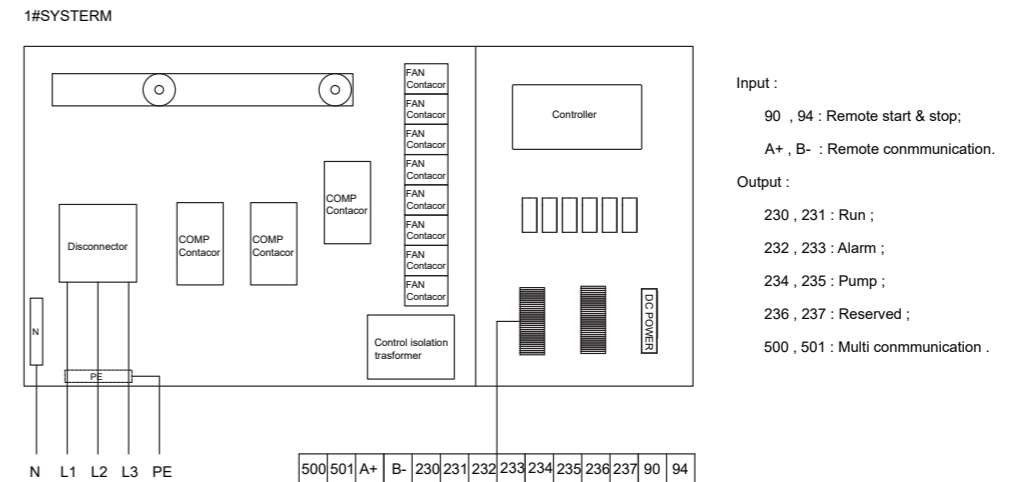 1#SYSTERM
FAN
Contacor
FAN
Contacor
FAN
Contacor
FAN
Contacor
FAN
Contacor
FAN
Contacor
FAN
Contacor
FAN
Contacor
COMP
Contacor
COMP
Contacor
COMP
Contacor
Disconnector
N
PE
Control isolation
trasformer
Controller
DC POWER
N L1 L2 L3 PE
500 501 A+ B- 230 231 232 233 234 235 236 237 90 94
Input :
90 , 94 : Remote start & stop;
A+ , B- : Remote conmmunication.
Output :
230 , 231 : Run ;
232 , 233 : Alarm ;
234 , 235 : Pump ;
236 , 237 : Reserved ;
500 , 501 : Multi conmmunication .